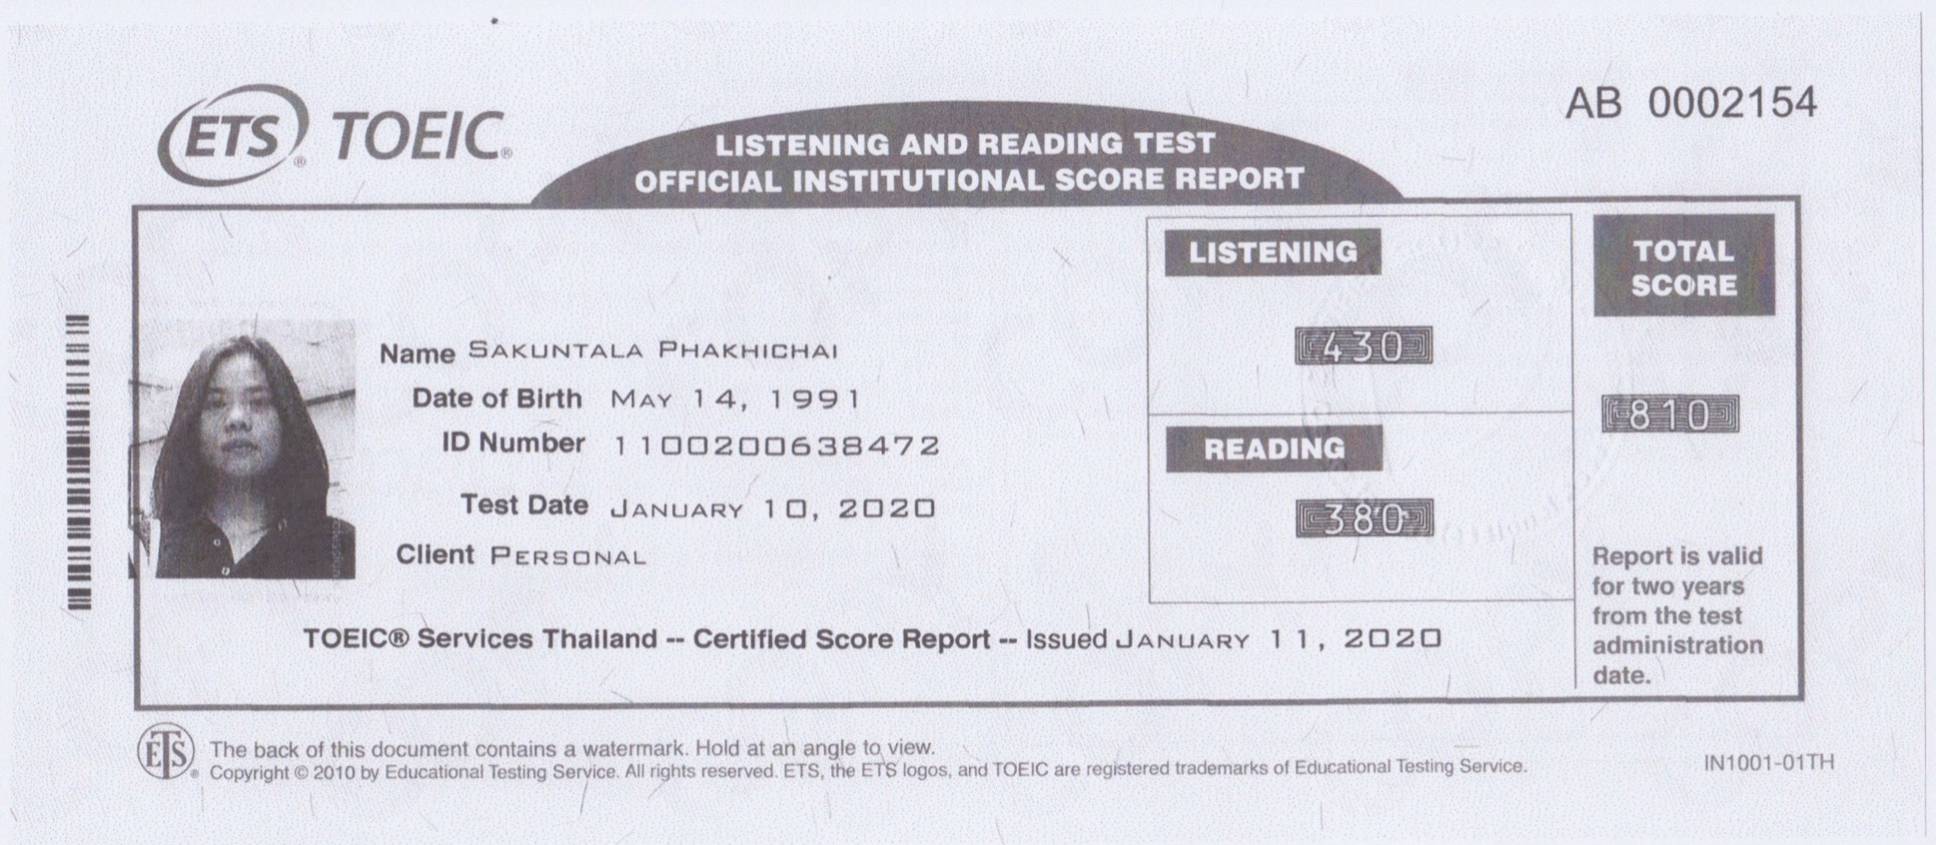 ETS® TOEIC®
LISTENING AND READING TEST
OFFICIAL INSTITUTIONAL SCORE REPORT
AB 0002154
Name SAKUNTALA PHAKHICHAI
Date of Birth MAY 14, 1991
ID Number 1100200638472
Test Date JANUARY 10, 2020
Client PERSONAL
LISTENING
430
READING
380
TOTAL
SCORE
810
Report is valid
for two years
from the test
administration
date.
TOEIC® Services Thailand -- Certified Score Report -- Issued JANUARY 11, 2020
ETS®
The back of this document contains a watermark. Hold at an angle to view.
Copyright © 2010 by Educational Testing Service. All rights reserved. ETS, the ETS logos, and TOEIC are registered trademarks of Educational Testing Service.
IN1001-01TH